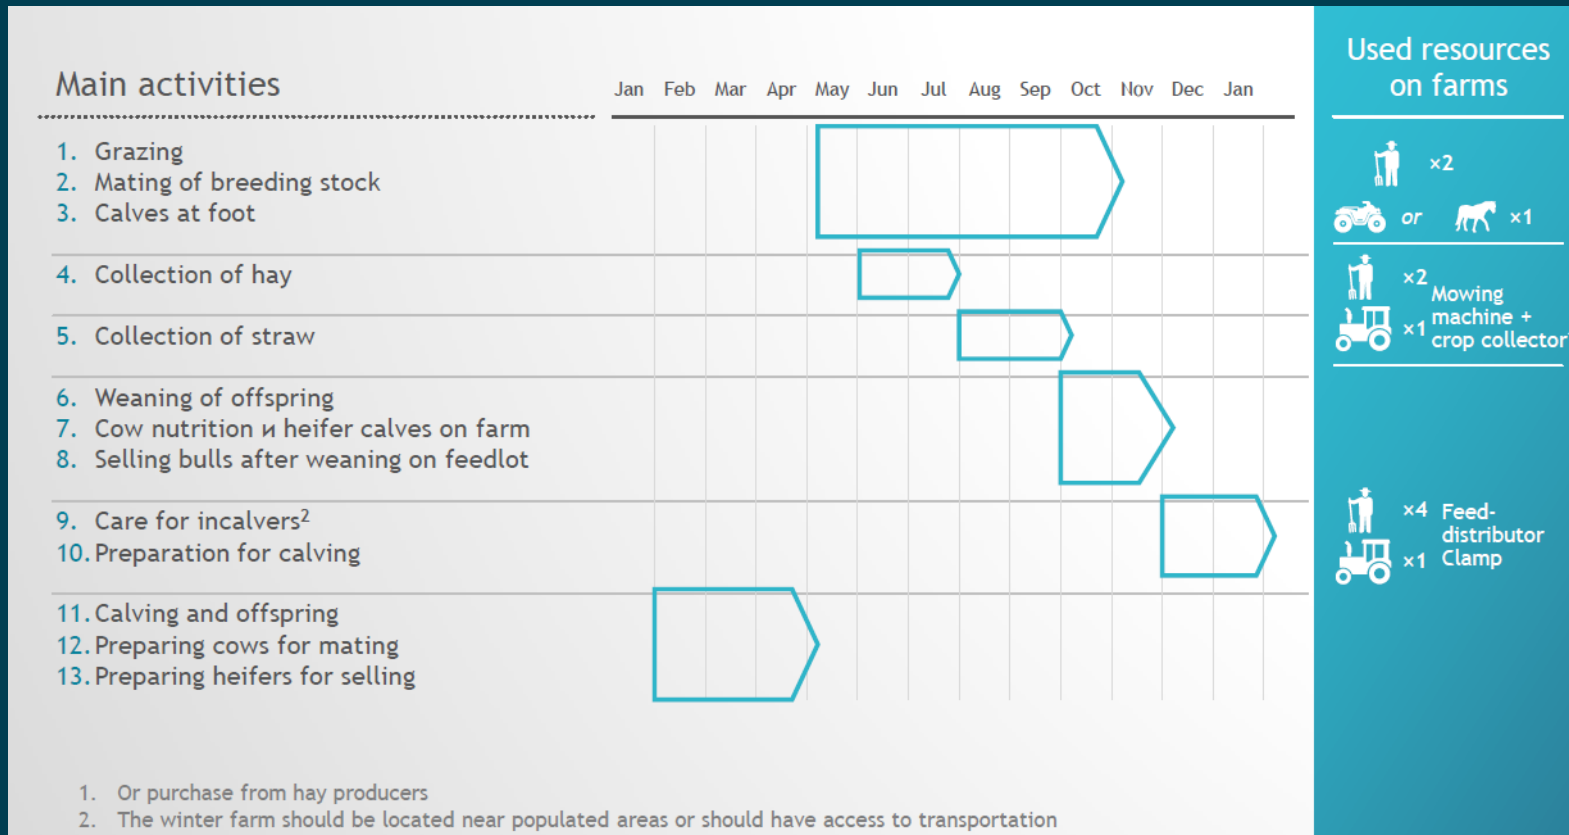 Main activities
Jan Feb Mar Apr May Jun Jul Aug Sep Oct Nov Dec Jan
1. Grazing
2. Mating of breeding stock
3. Calves at foot
4. Collection of hay
5. Collection of straw
6. Weaning of offspring
7. Cow nutrition и heifer calves on farm
8. Selling bulls after weaning on feedlot
9. Care for incalvers²
10. Preparation for calving
11. Calving and offspring
12. Preparing cows for mating
13. Preparing heifers for selling
1. Or purchase from hay producers
2. The winter farm should be located near populated areas or should have access to transportation
Used resources
on farms
×2
or ×1
×2
×1
Mowing
machine +
crop collector
×4
×1
Feed-
distributor
Clamp